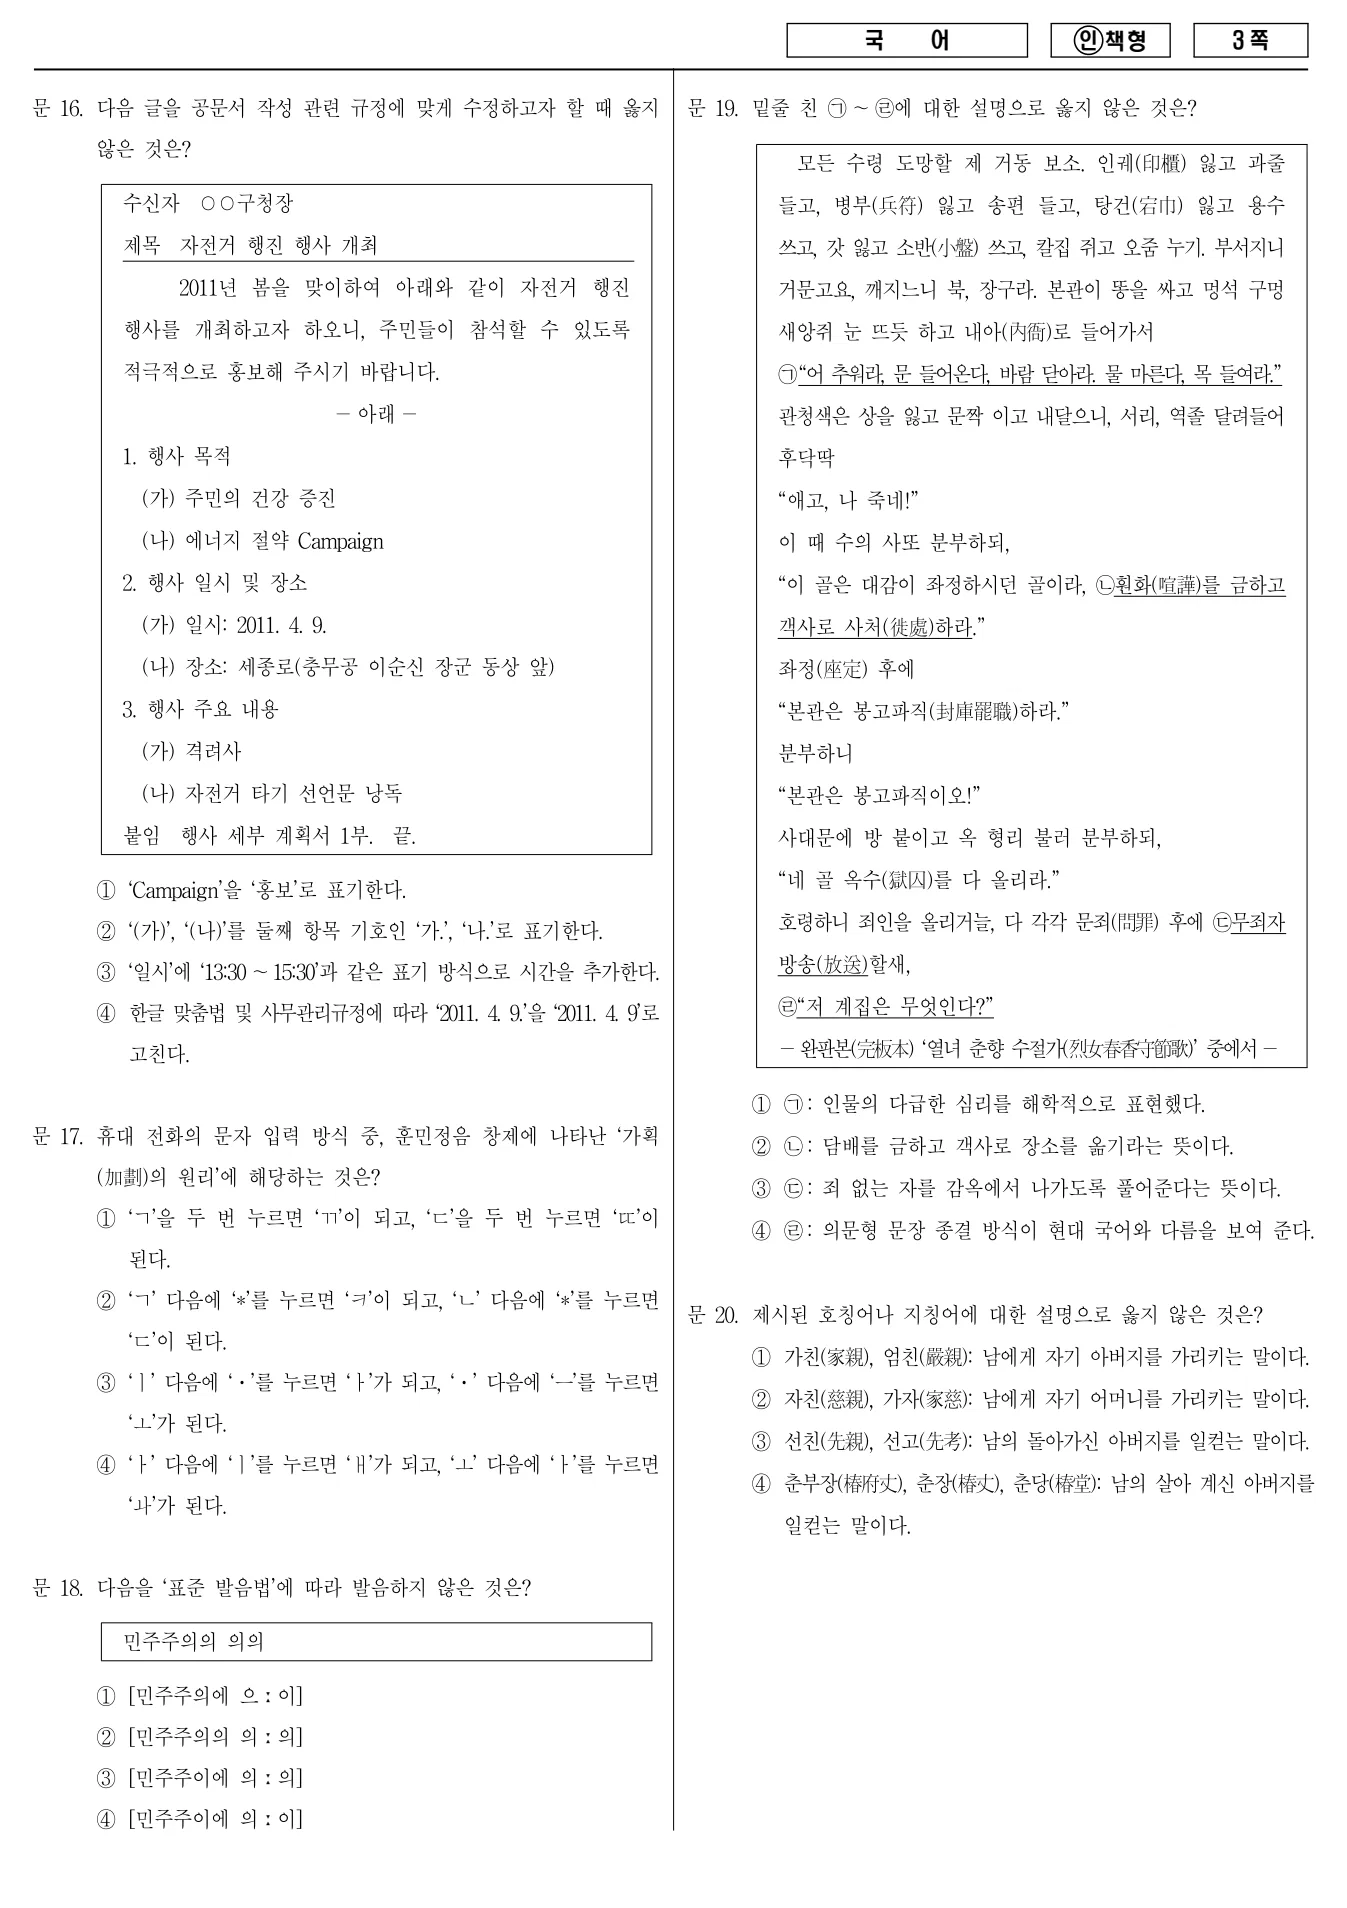 국 어
인책형
3쪽
문 16. 다음 글을 공문서 작성 관련 규정에 맞게 수정하고자 할 때 옳지
않은 것은?
수신자 ○○구청장
제목 자전거 행진 행사 개최
2011년 봄을 맞이하여 아래와 같이 자전거 행진
행사를 개최하고자 하오니, 주민들이 참석할 수 있도록
적극적으로 홍보해 주시기 바랍니다.
- 아래 -
1. 행사 목적
(가) 주민의 건강 증진
(나) 에너지 절약 Campaign
2. 행사 일시 및 장소
(가) 일시: 2011. 4. 9.
(나) 장소: 세종로(충무공 이순신 장군 동상 앞)
3. 행사 주요 내용
(가) 격려사
(나) 자전거 타기 선언문 낭독
붙임 행사 세부 계획서 1부. 끝.
① ‘Campaign’을 ‘홍보’로 표기한다.
② ‘(가)’, ‘(나)’를 둘째 항목 기호인 ‘가.’, ‘나.’로 표기한다.
③ ‘일시’에 ‘13:30 ~ 15:30’과 같은 표기 방식으로 시간을 추가한다.
④ 한글 맞춤법 및 사무관리규정에 따라 ‘2011. 4. 9.’을 ‘2011. 4. 9’로
고친다.
문 17. 휴대 전화의 문자 입력 방식 중, 훈민정음 창제에 나타난 ‘가획
(加劃)의 원리’에 해당하는 것은?
① ‘ㄱ’을 두 번 누르면 ‘ㄲ’이 되고, ‘ㄷ’을 두 번 누르면 ‘ㄸ’이
된다.
② ‘ㄱ’ 다음에 ‘*’를 누르면 ‘ㅋ’이 되고, ‘ㄴ’ 다음에 ‘*’를 누르면
‘ㄷ’이 된다.
③ ‘ㅣ’ 다음에 ‘ㆍ’를 누르면 ‘ㅏ’가 되고, ‘ㆍ’ 다음에 ‘ㅡ’를 누르면
‘ㅗ’가 된다.
④ ‘ㅏ’ 다음에 ‘ㅣ’를 누르면 ‘ㅐ’가 되고, ‘ㅗ’ 다음에 ‘ㅏ’를 누르면
‘ㅘ’가 된다.
문 18. 다음을 ‘표준 발음법’에 따라 발음하지 않은 것은?
민주주의의 의의
① [민주주의에 으ː이]
② [민주주의의 의ː의]
③ [민주주이에 의ː의]
④ [민주주이에 의ː이]
문 19. 밑줄 친 ㉠ ~ ㉣에 대한 설명으로 옳지 않은 것은?
모든 수령 도망할 제 거동 보소. 인궤(印櫃) 잃고 과줄
들고, 병부(兵符) 잃고 송편 들고, 탕건(宕巾) 잃고 용수
쓰고, 갓 잃고 소반(小盤) 쓰고, 칼집 쥐고 오줌 누기. 부서지니
거문고요, 깨지느니 북, 장구라. 본관이 똥을 싸고 멍석 구멍
새앙쥐 눈 뜨듯 하고 내아(內衙)로 들어가서
㉠“어 추워라, 문 들어온다, 바람 닫아라. 물 마른다, 목 들여라.”
관청색은 상을 잃고 문짝 이고 내달으니, 서리, 역졸 달려들어
후닥딱
“애고, 나 죽네!”
이 때 수의 사또 분부하되,
“이 골은 대감이 좌정하시던 골이라, ㉡훤화(喧譁)를 금하고
객사로 사처(徙處)하라.”
좌정(座定) 후에
“본관은 봉고파직(封庫罷職)하라.”
분부하니
“본관은 봉고파직이오!”
사대문에 방 붙이고 옥 형리 불러 분부하되,
“네 골 옥수(獄囚)를 다 올리라.”
호령하니 죄인을 올리거늘, 다 각각 문죄(問罪) 후에 ㉢무죄자
방송(放送)할새,
㉣“저 계집은 무엇인다?”
- 완판본(完板本) ‘열녀 춘향 수절가(烈女春香守節歌)’ 중에서 -
① ㉠: 인물의 다급한 심리를 해학적으로 표현했다.
② ㉡: 담배를 금하고 객사로 장소를 옮기라는 뜻이다.
③ ㉢: 죄 없는 자를 감옥에서 나가도록 풀어준다는 뜻이다.
④ ㉣: 의문형 문장 종결 방식이 현대 국어와 다름을 보여 준다.
문 20. 제시된 호칭어나 지칭어에 대한 설명으로 옳지 않은 것은?
① 가친(家親), 엄친(嚴親): 남에게 자기 아버지를 가리키는 말이다.
② 자친(慈親), 가자(家慈): 남에게 자기 어머니를 가리키는 말이다.
③ 선친(先親), 선고(先考): 남의 돌아가신 아버지를 일컫는 말이다.
④ 춘부장(椿府丈), 춘장(椿丈), 춘당(椿堂): 남의 살아 계신 아버지를
일컫는 말이다.